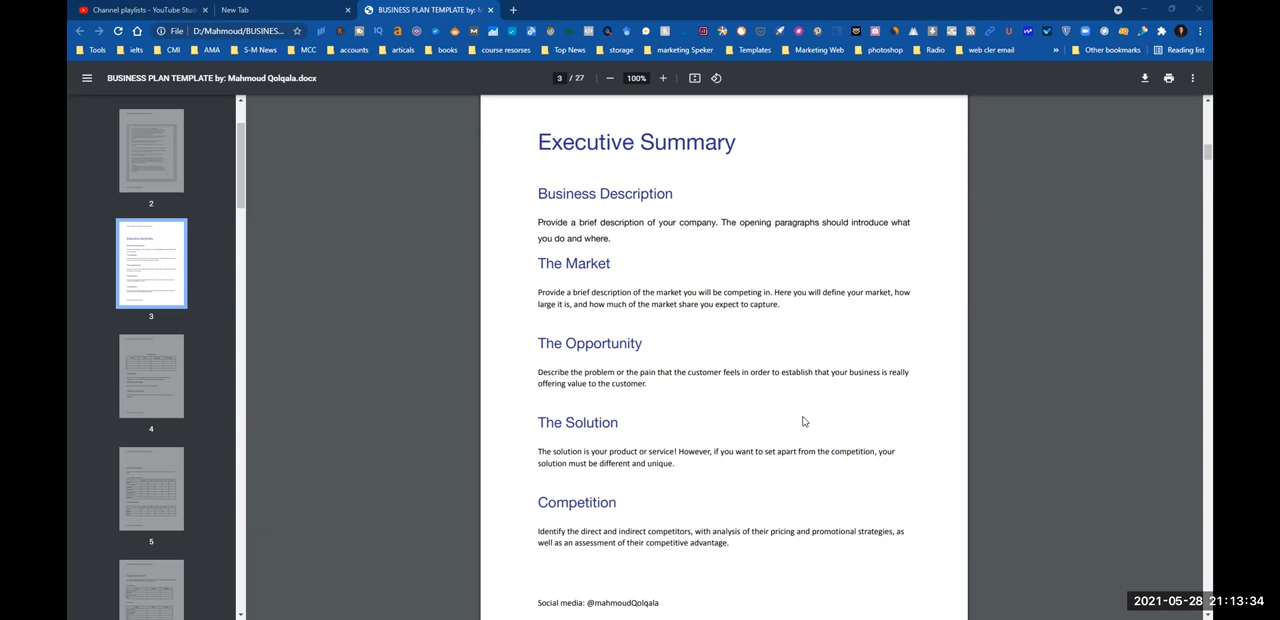 Channel playlists - YouTube Stud
New Tab
BUSINESS PLAN TEMPLATE by: M
File D:/Mahmoud/BUSINES...
Tools ielts CMI AMA S-M News MCC accounts articals books course resorses Top News storage marketing Speker Templates Marketing Web photoshop Radio web cler email » Other bookmarks Reading list
BUSINESS PLAN TEMPLATE by: Mahmoud Qolqala.docx
3 / 27
100%
2
3
4
5
Executive Summary
Business Description
Provide a brief description of your company. The opening paragraphs should introduce what
you do and where.
The Market
Provide a brief description of the market you will be competing in. Here you will define your market, how
large it is, and how much of the market share you expect to capture.
The Opportunity
Describe the problem or the pain that the customer feels in order to establish that your business is really
offering value to the customer.
The Solution
The solution is your product or service! However, if you want to set apart from the competition, your
solution must be different and unique.
Competition
Identify the direct and indirect competitors, with analysis of their pricing and promotional strategies, as
well as an assessment of their competitive advantage.
Social media: @mahmoudQolqala
2021-05-28 21:13:34